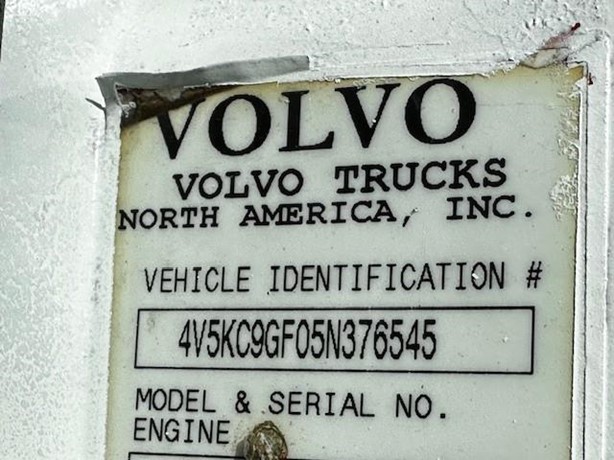 VOLVO
VOLVO TRUCKS
NORTH AMERICA, INC.
VEHICLE IDENTIFICATION #
4V5KC9GF05N376545
MODEL & SERIAL NO.
ENGINE